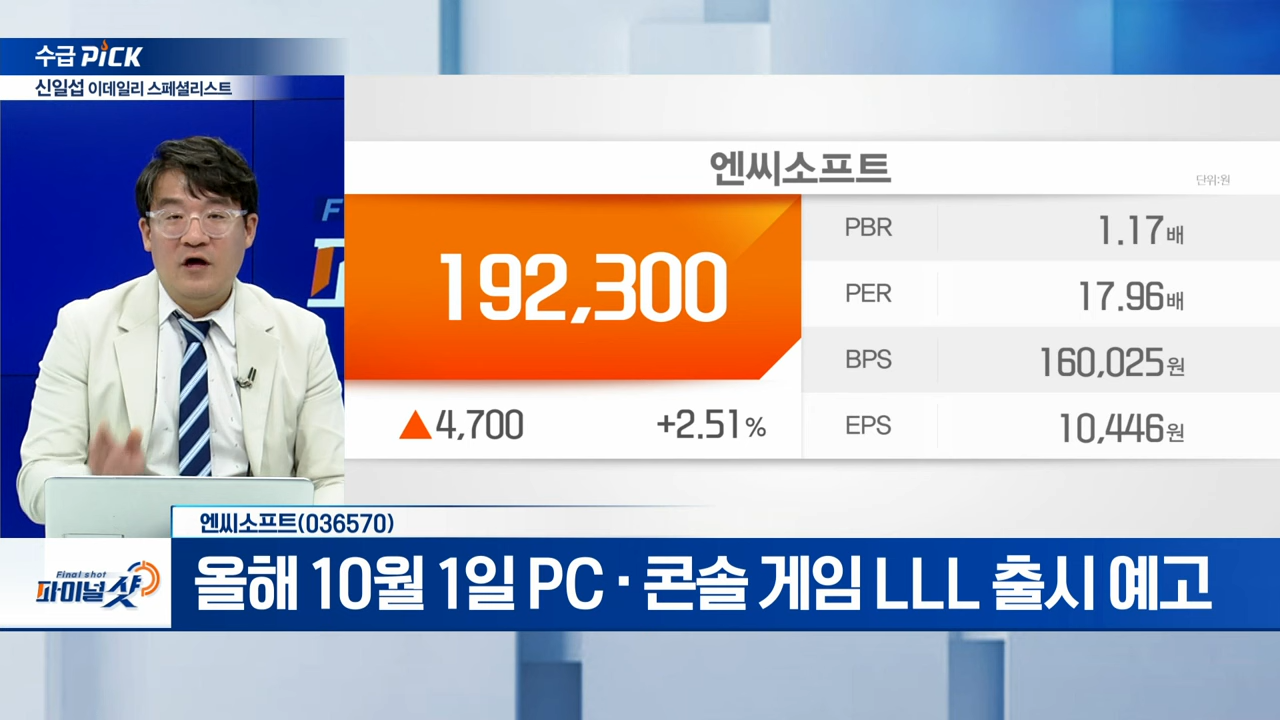 수급 PICK
신일섭 이데일리 스페셜리스트
엔씨소프트
단위:원
192,300
▲4,700 +2.51%
PBR 1.17배
PER 17.96배
BPS 160,025원
EPS 10,446원
엔씨소프트(036570)
Final shot
파이널샷
올해 10월 1일 PC·콘솔 게임 LLL 출시 예고